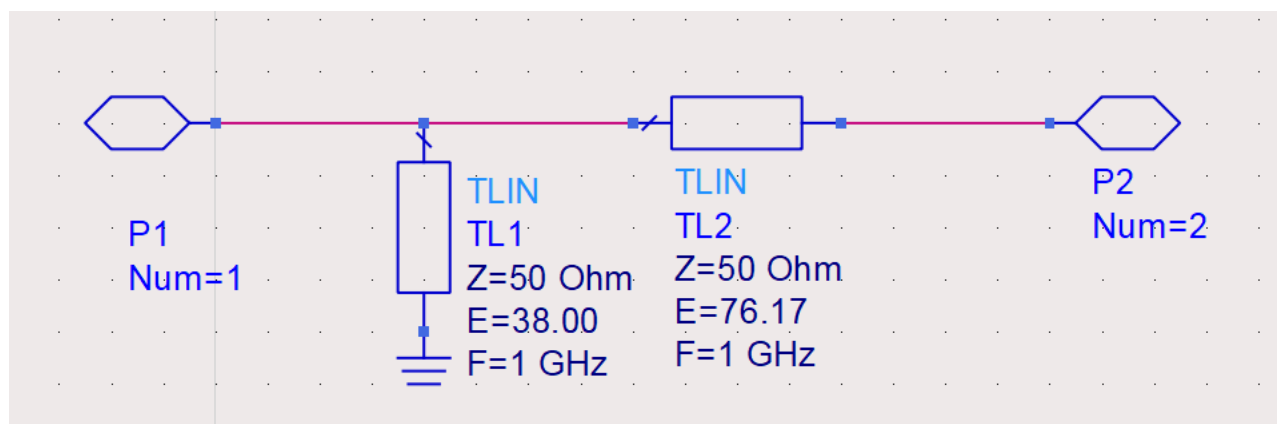 P1
Num=1
TLIN
TL1
Z=50 Ohm
E=38.00
F=1 GHz
TLIN
TL2
Z=50 Ohm
E=76.17
F=1 GHz
P2
Num=2